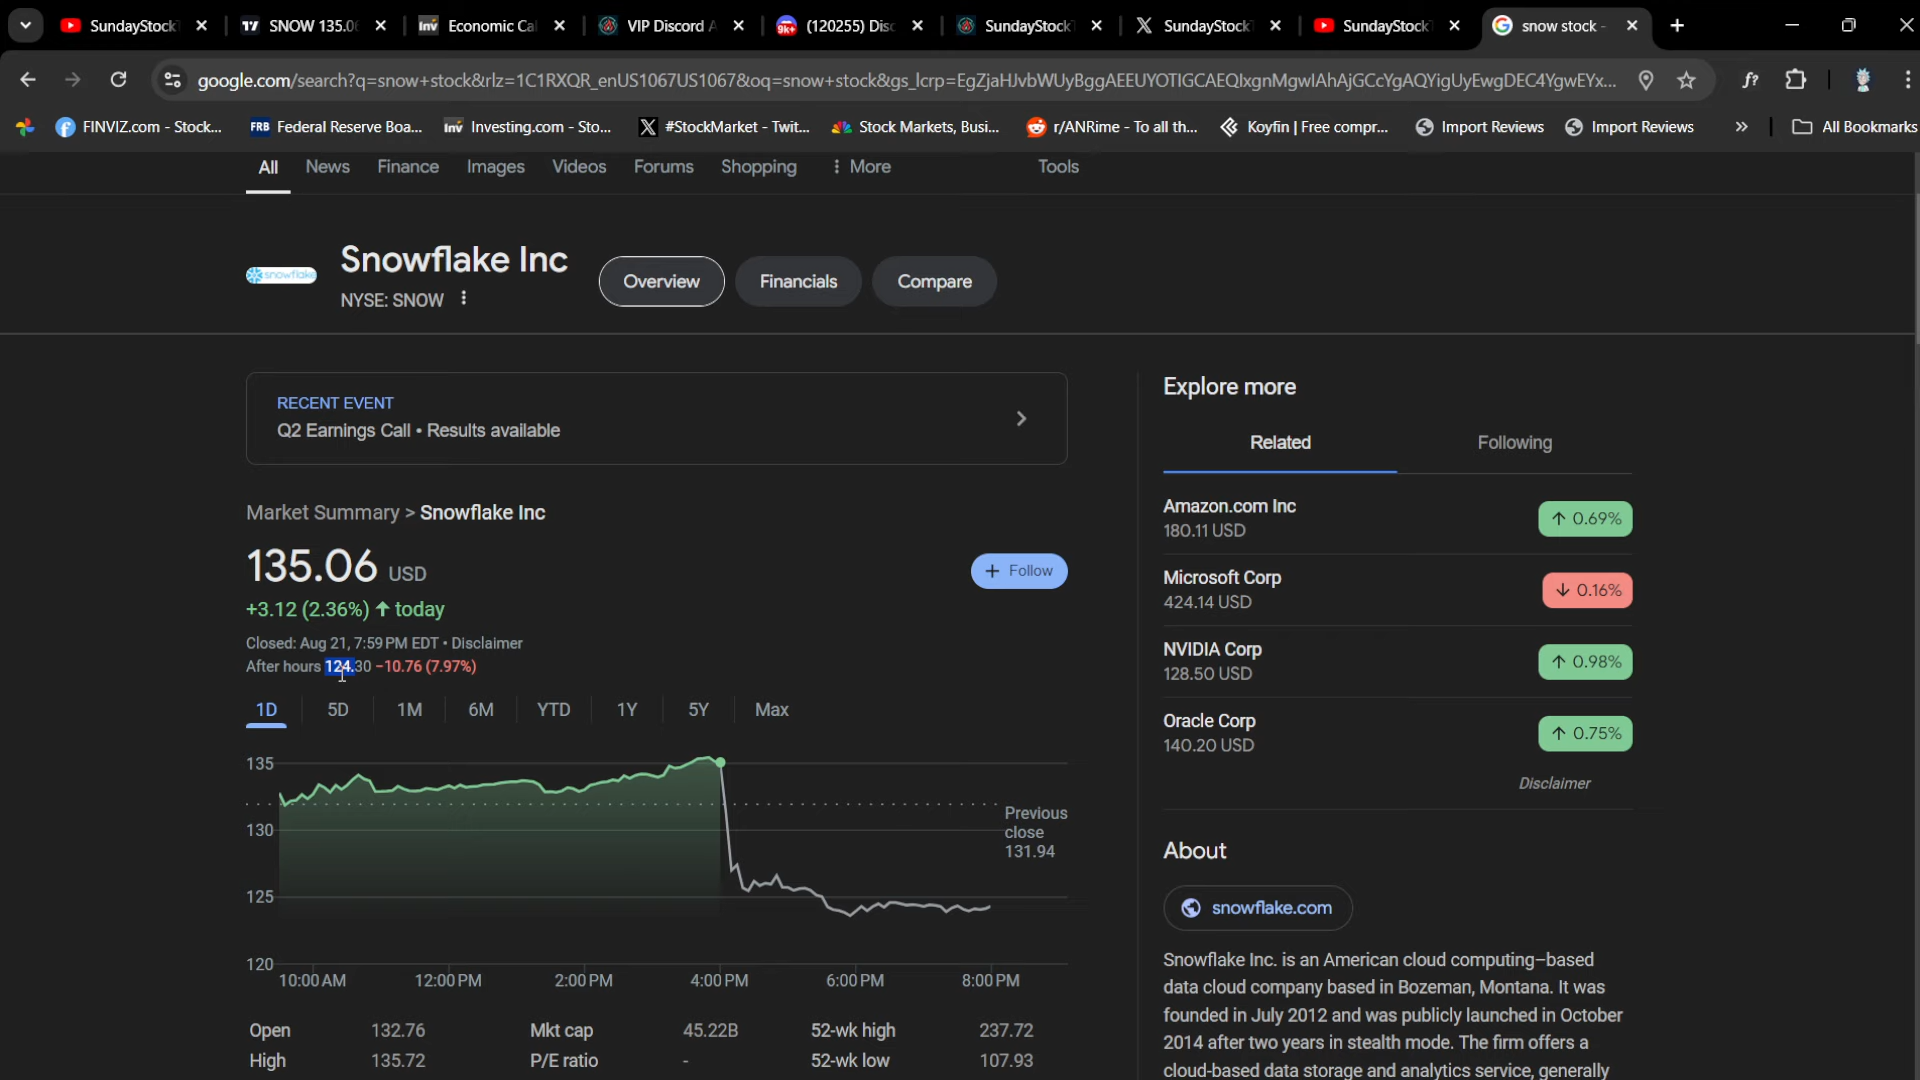 SundayStock
SNOW 135.0
Economic Ca
VIP Discord A
(120255) Dis
SundayStock
SundayStock
SundayStock
snow stock -
google.com/search?q=snow+stock&rlz=1C1RXQR_enUS1067US1067&oq=snow+stock&gs_lcrp=EgZjaHJvbWUyBggAEEUYOTIGCAEQIxgnMgwIAhAjGCcYgAQYigUyEwgDEC4YgwEYx...
FINVIZ.com - Stock...
Federal Reserve Boa...
Investing.com - Sto...
#StockMarket - Twit...
Stock Markets, Busi...
r/ANRime - To all th...
Koyfin | Free compr...
Import Reviews
Import Reviews
All Bookmarks
All
News
Finance
Images
Videos
Forums
Shopping
More
Tools
Snowflake Inc
NYSE: SNOW
Overview
Financials
Compare
RECENT EVENT
Q2 Earnings Call • Results available
Market Summary > Snowflake Inc
135.06 USD
+ Follow
+3.12 (2.36%) ↑ today
Closed: Aug 21, 7:59 PM EDT • Disclaimer
After hours 124.30 −10.76 (7.97%)
1D
5D
1M
6M
YTD
1Y
5Y
Max
135
130
125
120
Previous
close
131.94
10:00 AM
12:00 PM
2:00 PM
4:00 PM
6:00 PM
8:00 PM
Open 132.76
Mkt cap 45.22B
52-wk high 237.72
High 135.72
P/E ratio -
52-wk low 107.93
Explore more
Related
Following
Amazon.com Inc
180.11 USD
↑ 0.69%
Microsoft Corp
424.14 USD
↓ 0.16%
NVIDIA Corp
128.50 USD
↑ 0.98%
Oracle Corp
140.20 USD
↑ 0.75%
Disclaimer
About
snowflake.com
Snowflake Inc. is an American cloud computing–based
data cloud company based in Bozeman, Montana. It was
founded in July 2012 and was publicly launched in October
2014 after two years in stealth mode. The firm offers a
cloud-based data storage and analytics service, generally